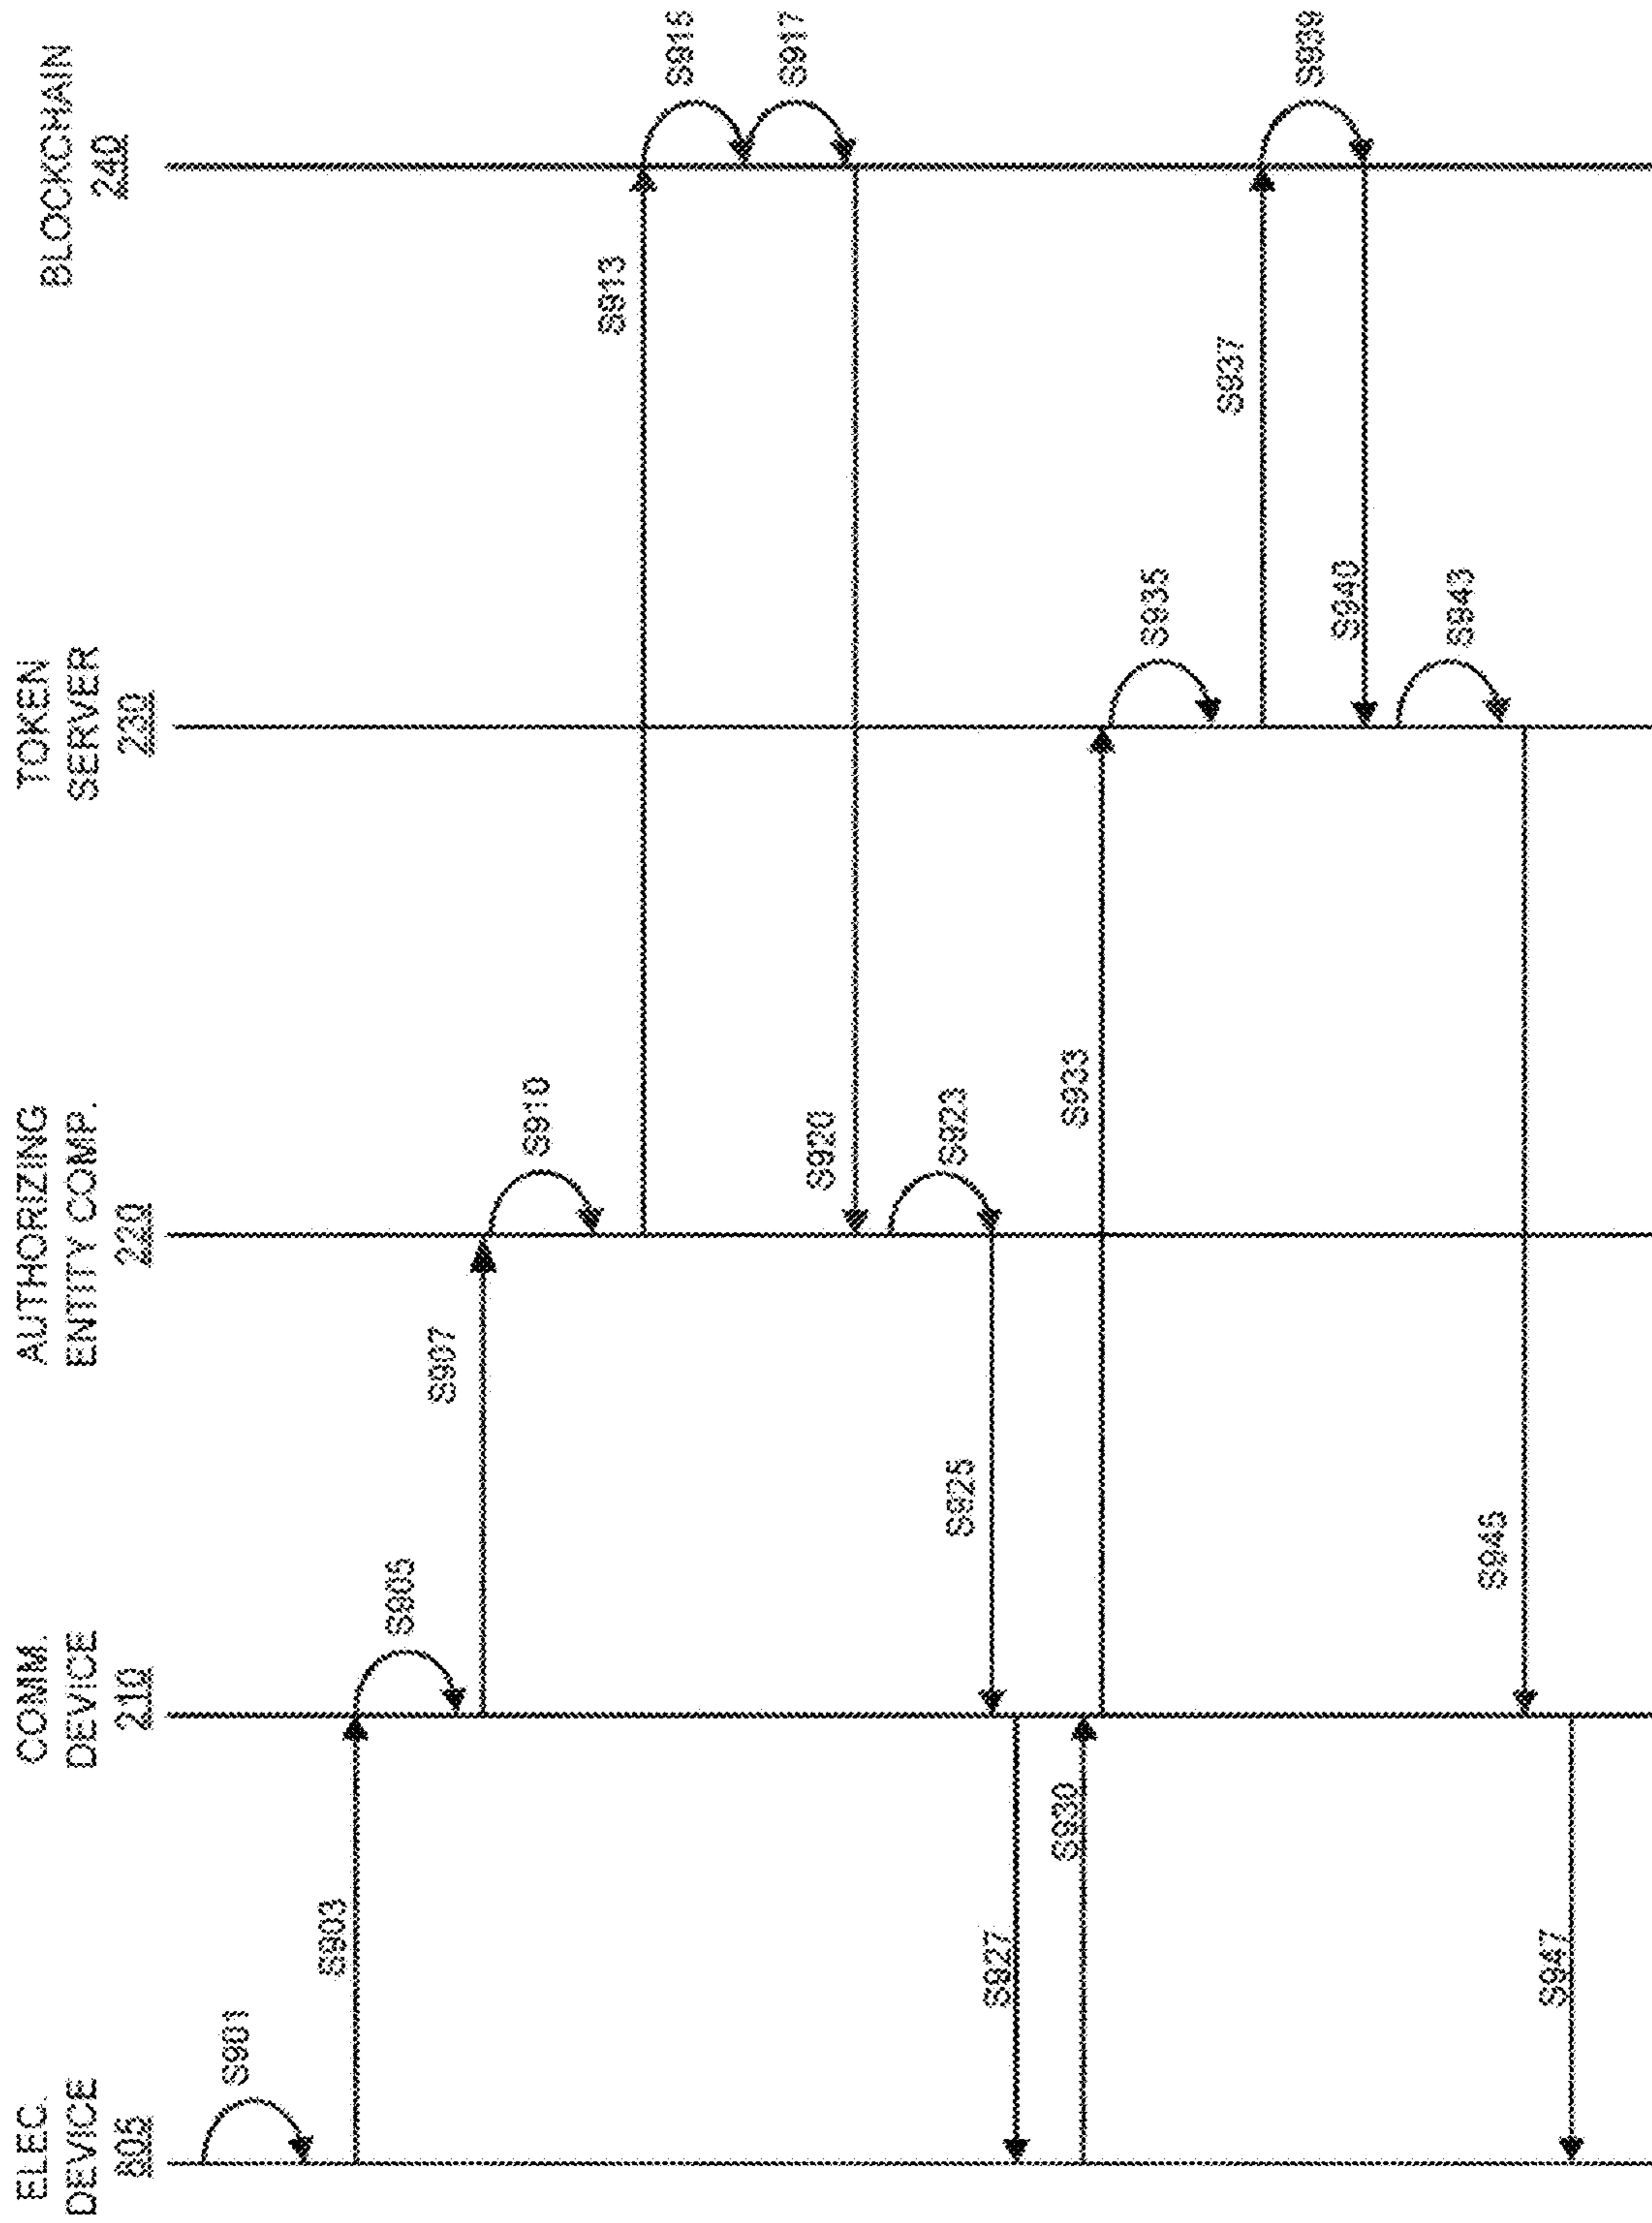 ELEC
DEVICE
805
COMM.
DEVICE
210
AUTHORIZING
ENTITY COMP.
220
TOKEN
SERVER
230
BLOCKCHAIN
240
S901
S903
S905
S907
S910
S913
S915
S917
S920
S923
S925
S927
S930
S933
S935
S937
S939
S940
S943
S945
S947